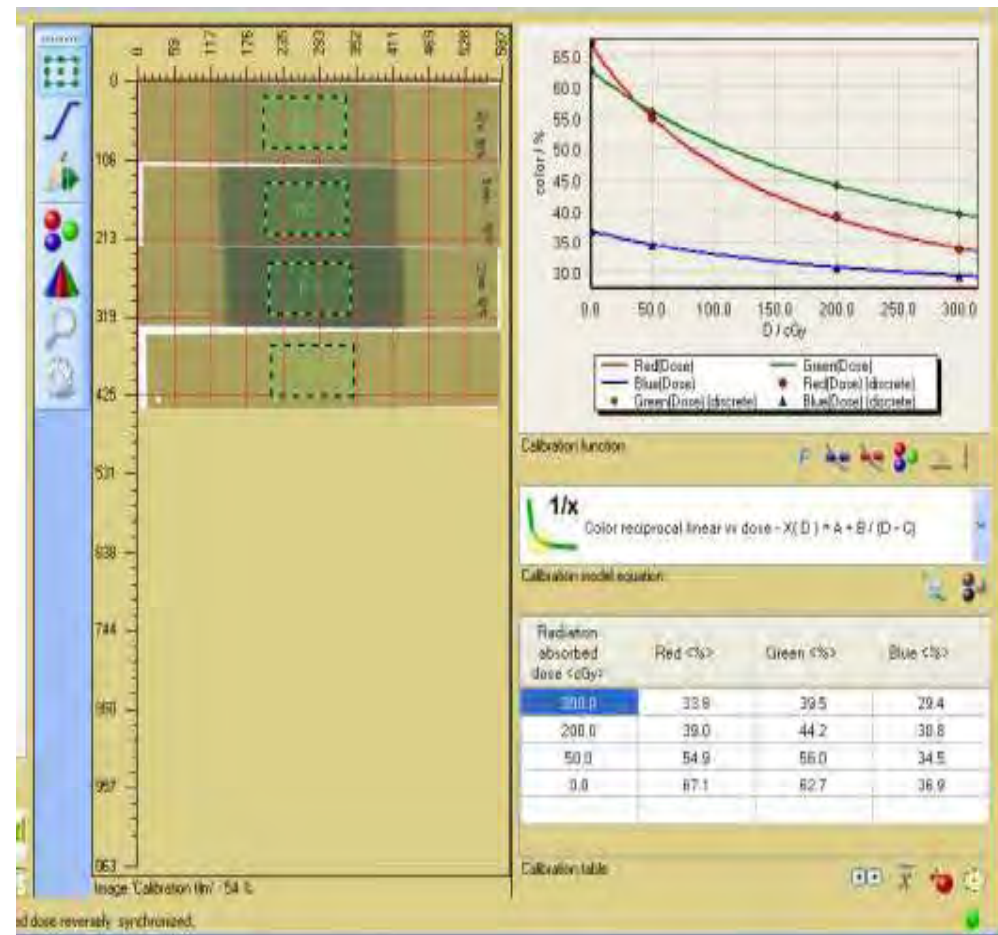 0 59 117 176 235 293 352 411 469 528 587
0
106
213
319
425
531
638
744
997
65.0
60.0
55.0
50.0
45.0
40.0
35.0
30.0
color / %
0.0 50.0 100.0 150.0 200.0 250.0 300.0
D / cGy
Red(Dose) Green(Dose)
Blue(Dose) Red(Dose) (discrete)
Green(Dose) (discrete) Blue(Dose) (discrete)
Calibration function:
F
1/x
Color reciprocal linear vs dose - X(D) = A + B / (D - C)
Calibration model equation:
Radiation absorbed dose <cGy> Red <%> Green <%> Blue <%>
300.0 33.8 39.5 29.4
200.0 39.0 44.2 30.8
50.0 54.9 56.0 34.5
0.0 67.1 62.7 36.9
Calibration table
Image 'Calibration film' : 54 %
ed dose reversely synchronized.